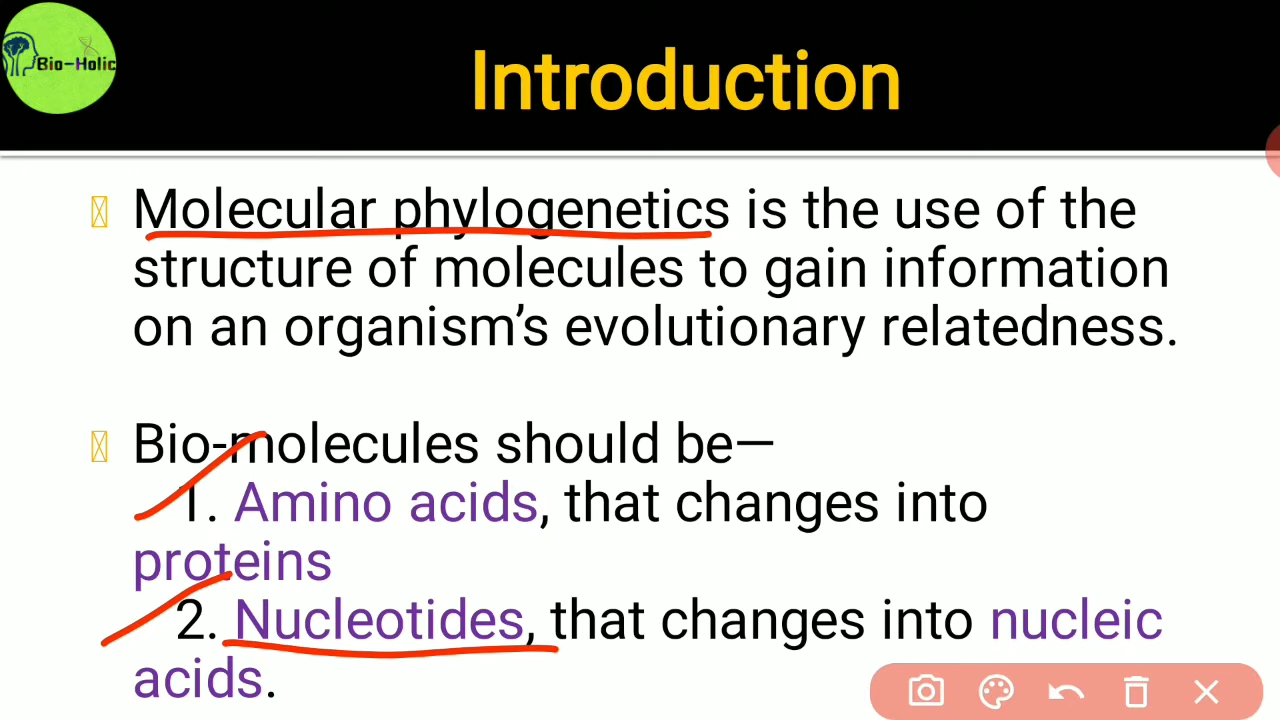 Bio-Holic
Introduction
Molecular phylogenetics is the use of the
structure of molecules to gain information
on an organism’s evolutionary relatedness.
Bio-molecules should be—
1. Amino acids, that changes into
proteins
2. Nucleotides, that changes into nucleic
acids.